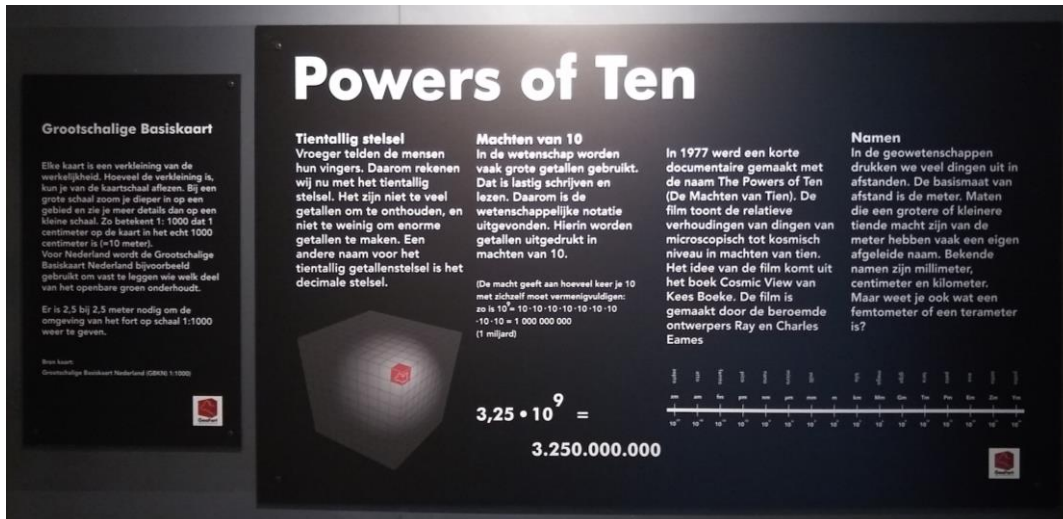 Grootschalige Basiskaart
Elke kaart is een verkleining van de
werkelijkheid. Hoeveel de verkleining is,
kun je van de kaartschaal aflezen. Bij een
grote schaal zoom je dieper in op een
gebied en zie je meer details dan op een
kleine schaal. Zo betekent 1: 1000 dat 1
centimeter op de kaart in het echt 1000
centimeter is (=10 meter).
Voor Nederland wordt de Grootschalige
Basiskaart Nederland bijvoorbeeld
gebruikt om vast te leggen wie welk deel
van het openbare groen onderhoudt.
Er is 2,5 bij 2,5 meter nodig om de
omgeving van het fort op schaal 1:1000
weer te geven.
Bron kaart:
Grootschalige Basiskaart Nederland (GBKN) 1:1000)
GeoFort
Powers of Ten
Tientallig stelsel
Vroeger telden de mensen
hun vingers. Daarom rekenen
wij nu met het tientallig
stelsel. Het zijn niet te veel
getallen om te onthouden, en
niet te weinig om enorme
getallen te maken. Een
andere naam voor het
tientallig getallenstelsel is het
decimale stelsel.
Machten van 10
In de wetenschap worden
vaak grote getallen gebruikt.
Dat is lastig schrijven en
lezen. Daarom is de
wetenschappelijke notatie
uitgevonden. Hierin worden
getallen uitgedrukt in
machten van 10.
(De macht geeft aan hoeveel keer je 10
met zichzelf moet vermenigvuldigen:
zo is 10⁹= 10·10·10·10·10·10·10
·10·10 = 1 000 000 000
(1 miljard)
3,25 • 10⁹ =
3.250.000.000
In 1977 werd een korte
documentaire gemaakt met
de naam The Powers of Ten
(De Machten van Tien). De
film toont de relatieve
verhoudingen van dingen van
microscopisch tot kosmisch
niveau in machten van tien.
Het idee van de film komt uit
het boek Cosmic View van
Kees Boeke. De film is
gemaakt door de beroemde
ontwerpers Ray en Charles
Eames
Namen
In de geowetenschappen
drukken we veel dingen uit in
afstanden. De basismaat van
afstand is de meter. Maten
die een grotere of kleinere
tiende macht zijn van de
meter hebben vaak een eigen
afgeleide naam. Bekende
namen zijn millimeter,
centimeter en kilometer.
Maar weet je ook wat een
femtometer of een terameter
is?
zm am fm pm nm µm mm m km Mm Gm Tm Pm Em Zm Ym
GeoFort